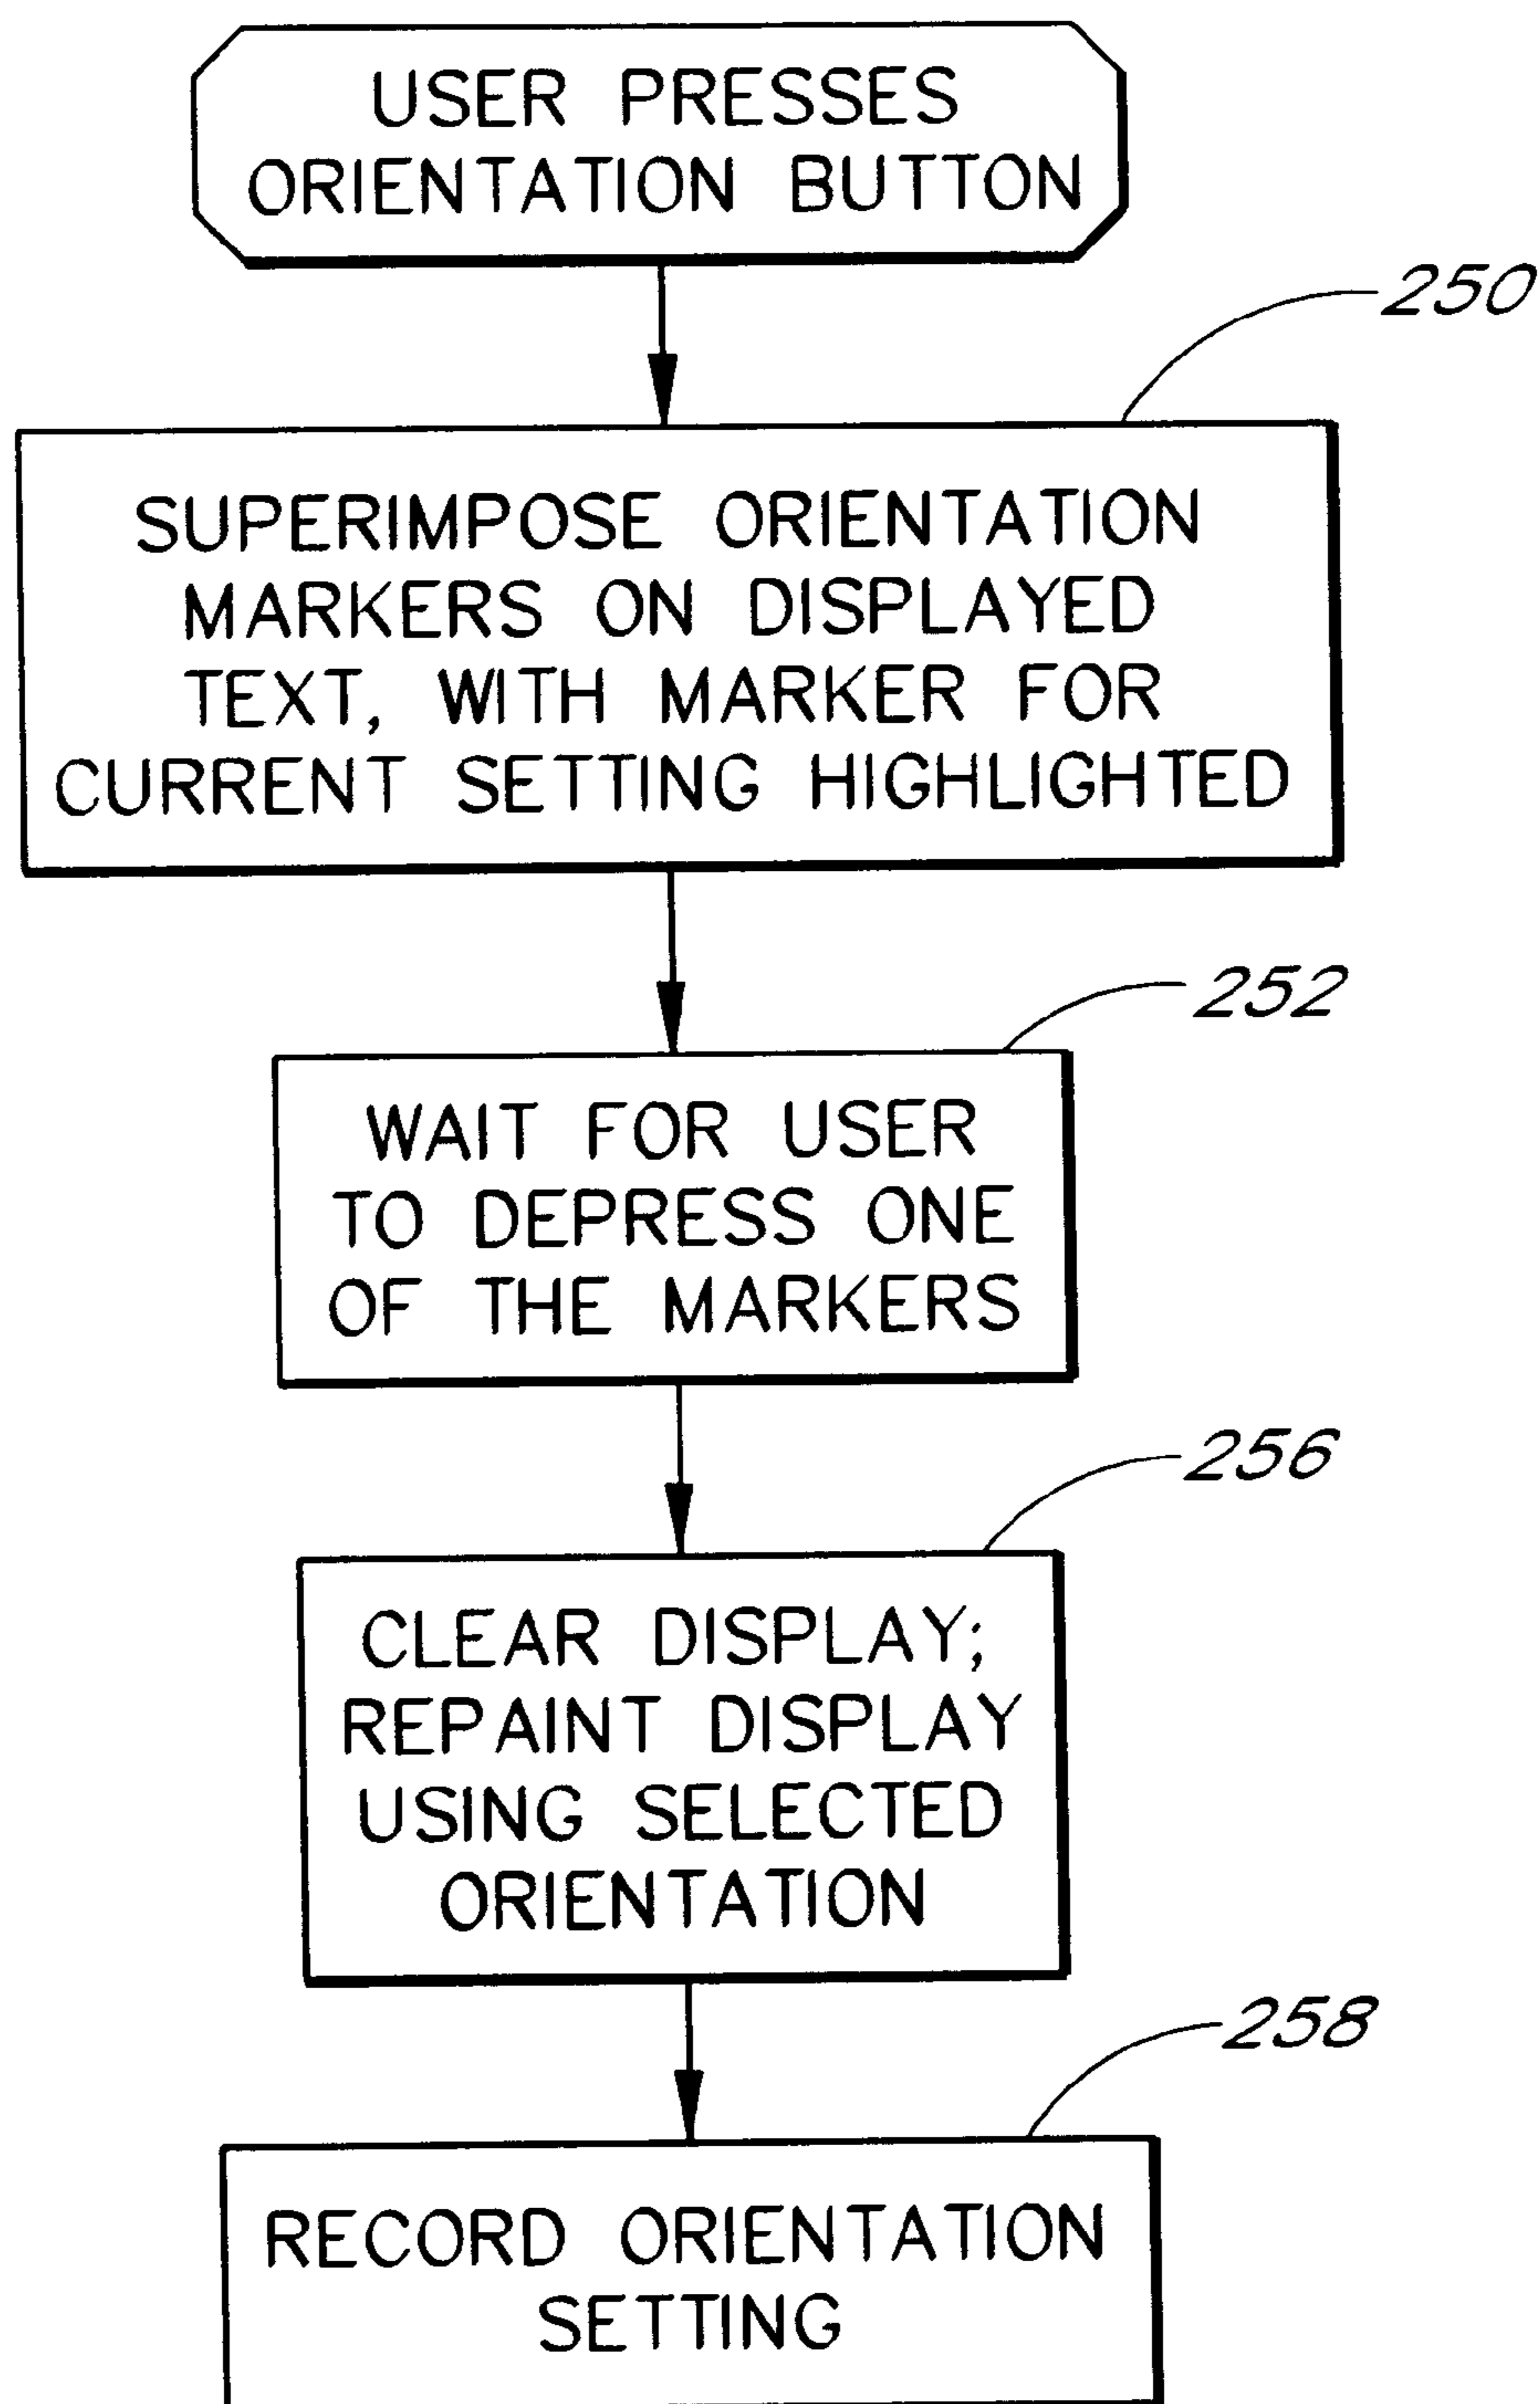 USER PRESSES
ORIENTATION BUTTON
250
SUPERIMPOSE ORIENTATION
MARKERS ON DISPLAYED
TEXT, WITH MARKER FOR
CURRENT SETTING HIGHLIGHTED
252
WAIT FOR USER
TO DEPRESS ONE
OF THE MARKERS
256
CLEAR DISPLAY;
REPAINT DISPLAY
USING SELECTED
ORIENTATION
258
RECORD ORIENTATION
SETTING